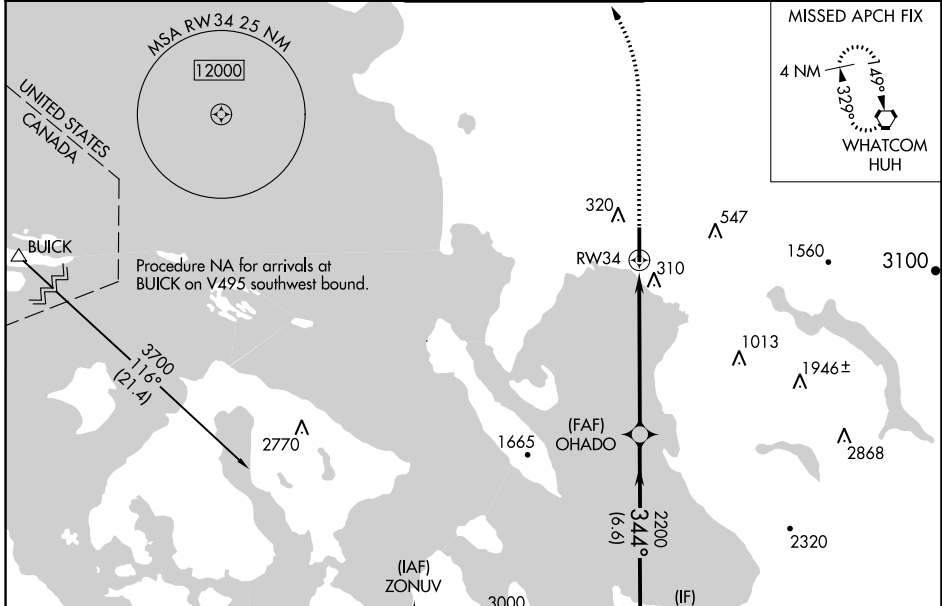 MSA RW34 25 NM
12000
MISSED APCH FIX
4 NM
149°
329°
WHATCOM
HUH
UNITED STATES
CANADA
BUICK
Procedure NA for arrivals at
BUICK on V495 southwest bound.
3700
116°
(21.4)
320
547
RW34
310
1560
3100
1013
1946±
2770
1665
(FAF)
OHADO
2868
2200
344°
(6.6)
2320
(IAF)
ZONUV
3000
(IF)